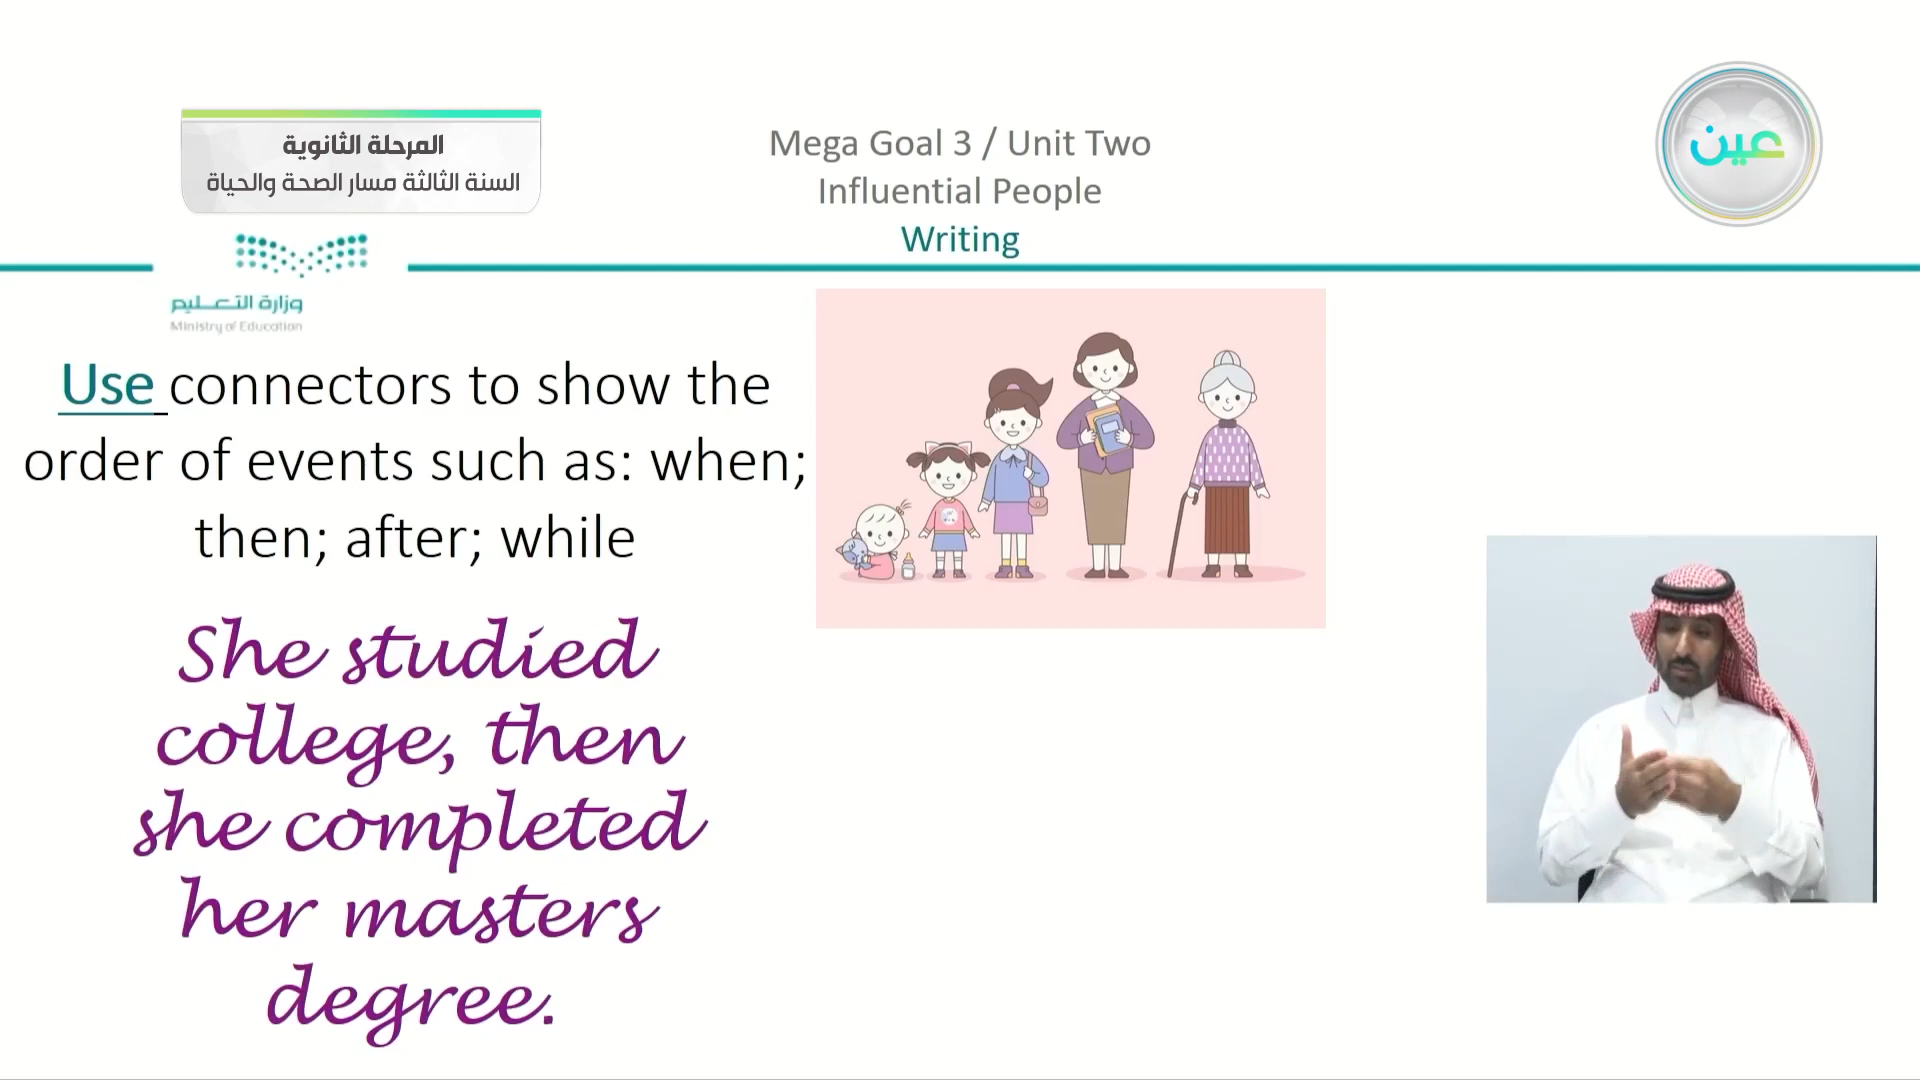 المرحلة الثانوية
السنة الثالثة مسار الصحة والحياة
Mega Goal 3 / Unit Two
Influential People
Writing
عين
وزارة التعـليم
Ministry of Education
Use connectors to show the
order of events such as: when;
then; after; while
She studied
college, then
she completed
her masters
degree.